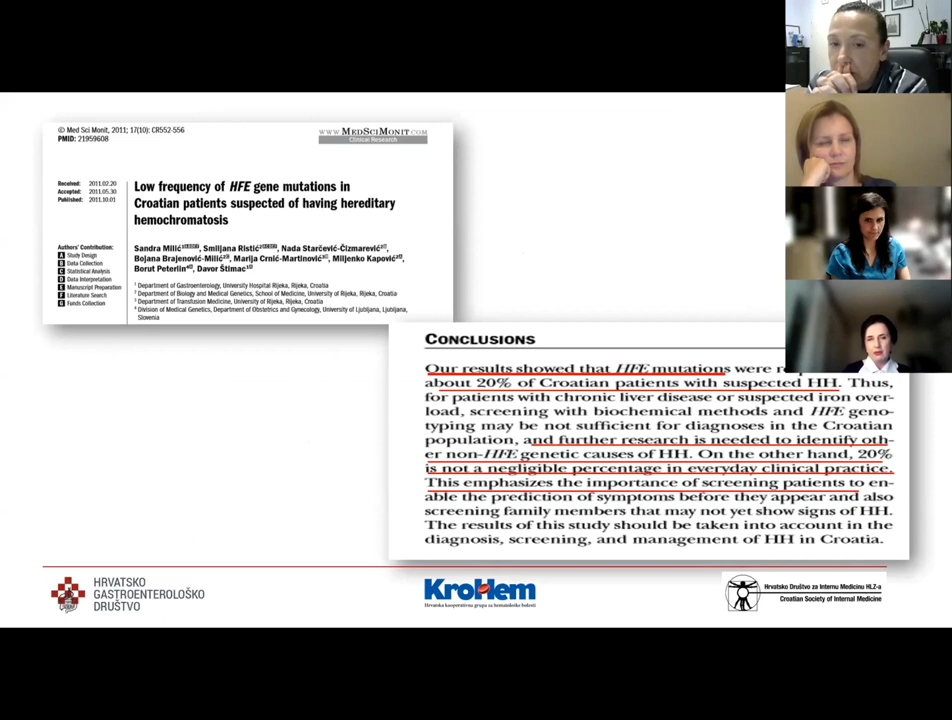 © Med Sci Monit, 2011; 17(10): CR552-556
PMID: 21959608
WWW.MEDSCIMONIT.COM
Clinical Research
Received: 2011.02.20
Accepted: 2011.05.30
Published: 2011.10.01
Low frequency of HFE gene mutations in
Croatian patients suspected of having hereditary
hemochromatosis
Authors' Contribution:
A Study Design
B Data Collection
C Statistical Analysis
D Data Interpretation
E Manuscript Preparation
F Literature Search
G Funds Collection
Sandra Milić, Smiljana Ristić, Nada Starčević-Čizmarević,
Bojana Brajenović-Milić, Marija Crnić-Martinović, Miljenko Kapović,
Borut Peterlin, Davor Štimac
1 Department of Gastroenterology, University Hospital Rijeka, Rijeka, Croatia
2 Department of Biology and Medical Genetics, School of Medicine, University of Rijeka, Rijeka, Croatia
3 Department of Transfusion Medicine, University of Rijeka, Rijeka, Croatia
4 Division of Medical Genetics, Department of Obstetrics and Gynecology, University of Ljubljana, Ljubljana,
Slovenia
CONCLUSIONS
Our results showed that HFE mutations were
about 20% of Croatian patients with suspected HH. Thus,
for patients with chronic liver disease or suspected iron over-
load, screening with biochemical methods and HFE geno-
typing may be not sufficient for diagnoses in the Croatian
population, and further research is needed to identify oth-
er non-HFE genetic causes of HH. On the other hand, 20%
is not a negligible percentage in everyday clinical practice.
This emphasizes the importance of screening patients to en-
able the prediction of symptoms before they appear and also
screening family members that may not yet show signs of HH.
The results of this study should be taken into account in the
diagnosis, screening, and management of HH in Croatia.
HRVATSKO
GASTROENTEROLOŠKO
DRUŠTVO
KroHem
Hrvatska kooperativna grupa za hematološke bolesti
Hrvatsko Društvo za Internu Medicinu HLZ-a
Croatian Society of Internal Medicine